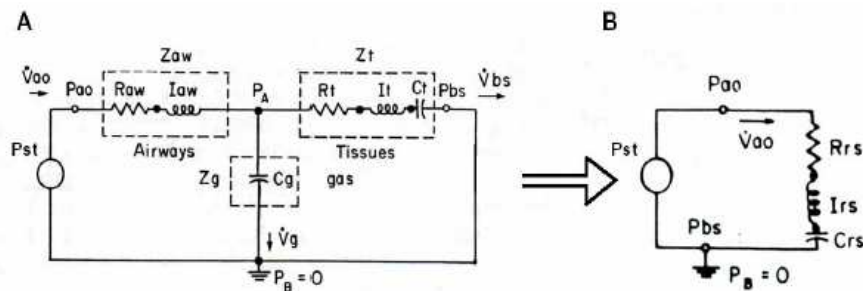 A
B
Zaw
Zt
V̇ao
Pao
Raw
Iaw
PA
Rt
It
Ct
Pbs
V̇bs
Airways
Tissues
Pst
Zg
Cg
gas
V̇g
PB = 0
Pao
V̇ao
Pst
Rrs
Irs
Crs
Pbs
PB = 0